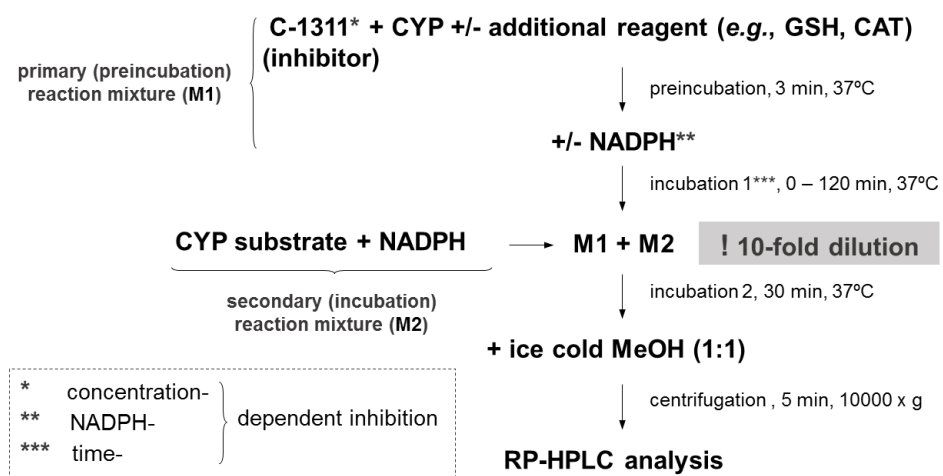 C-1311* + CYP +/- additional reagent (e.g., GSH, CAT)
(inhibitor)
primary (preincubation)
reaction mixture (M1)
preincubation, 3 min, 37ºC
+/- NADPH**
incubation 1***, 0 – 120 min, 37ºC
CYP substrate + NADPH
M1 + M2
! 10-fold dilution
secondary (incubation)
reaction mixture (M2)
incubation 2, 30 min, 37ºC
+ ice cold MeOH (1:1)
* concentration-
** NADPH-
*** time-
dependent inhibition
centrifugation , 5 min, 10000 x g
RP-HPLC analysis